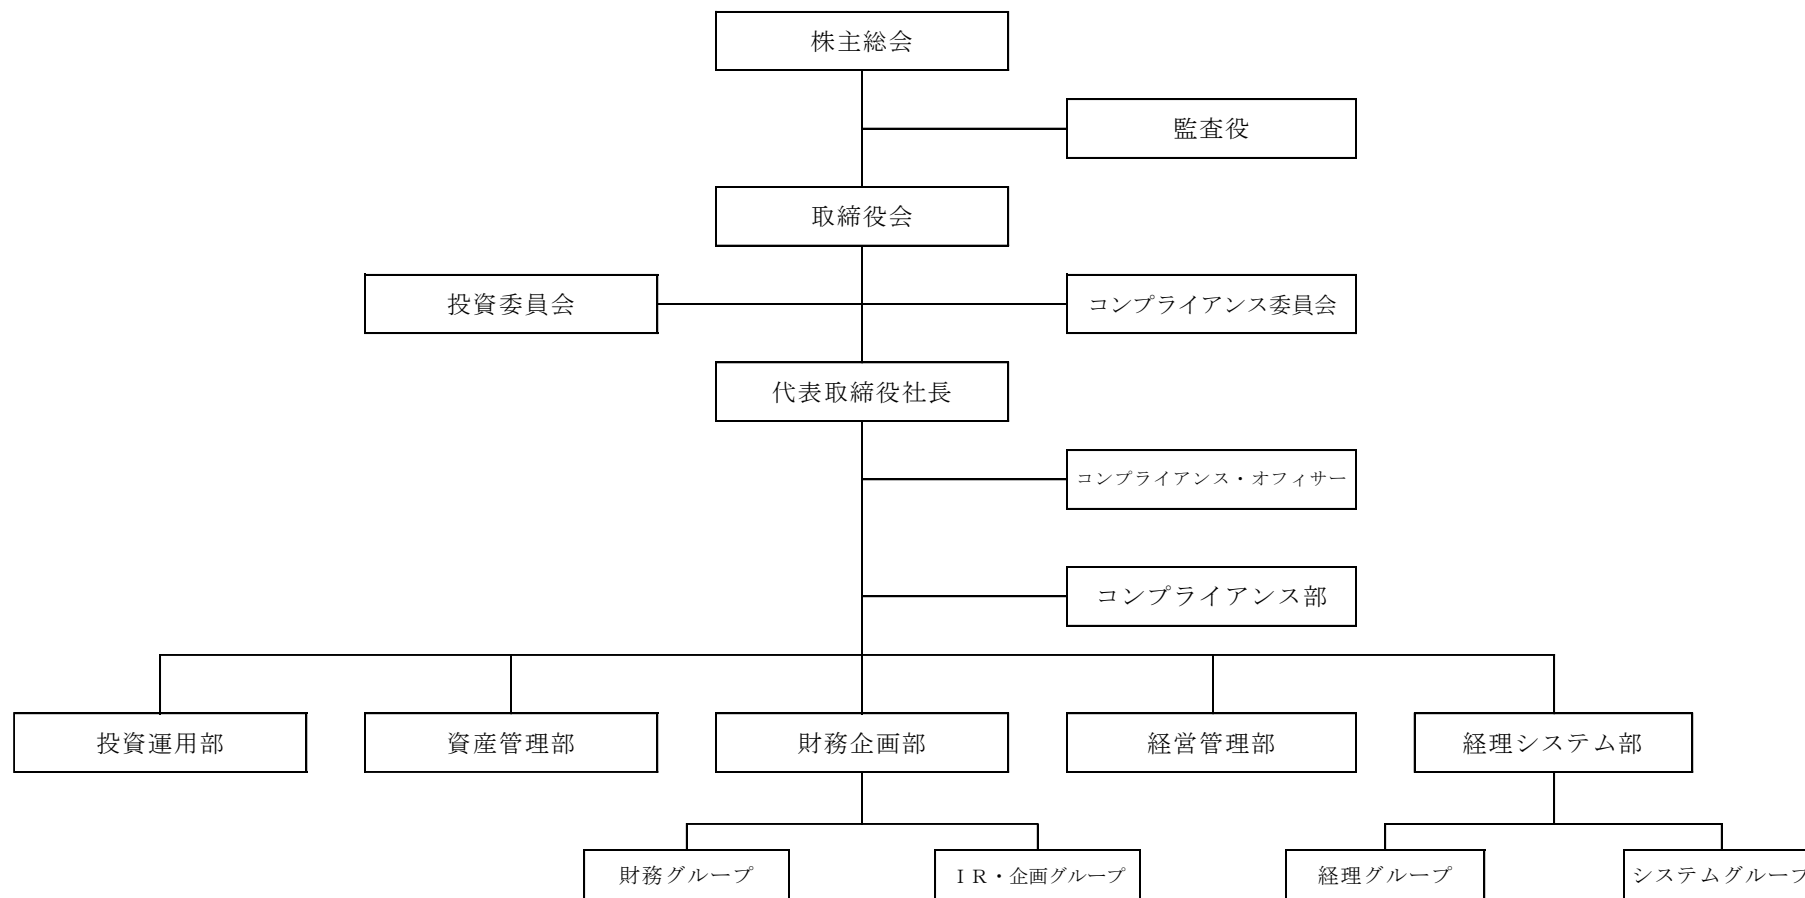 株主総会
監査役
取締役会
投資委員会
コンプライアンス委員会
代表取締役社長
コンプライアンス・オフィサー
コンプライアンス部
投資運用部
資産管理部
財務企画部
経営管理部
経理システム部
財務グループ
ＩＲ・企画グループ
経理グループ
システムグループ